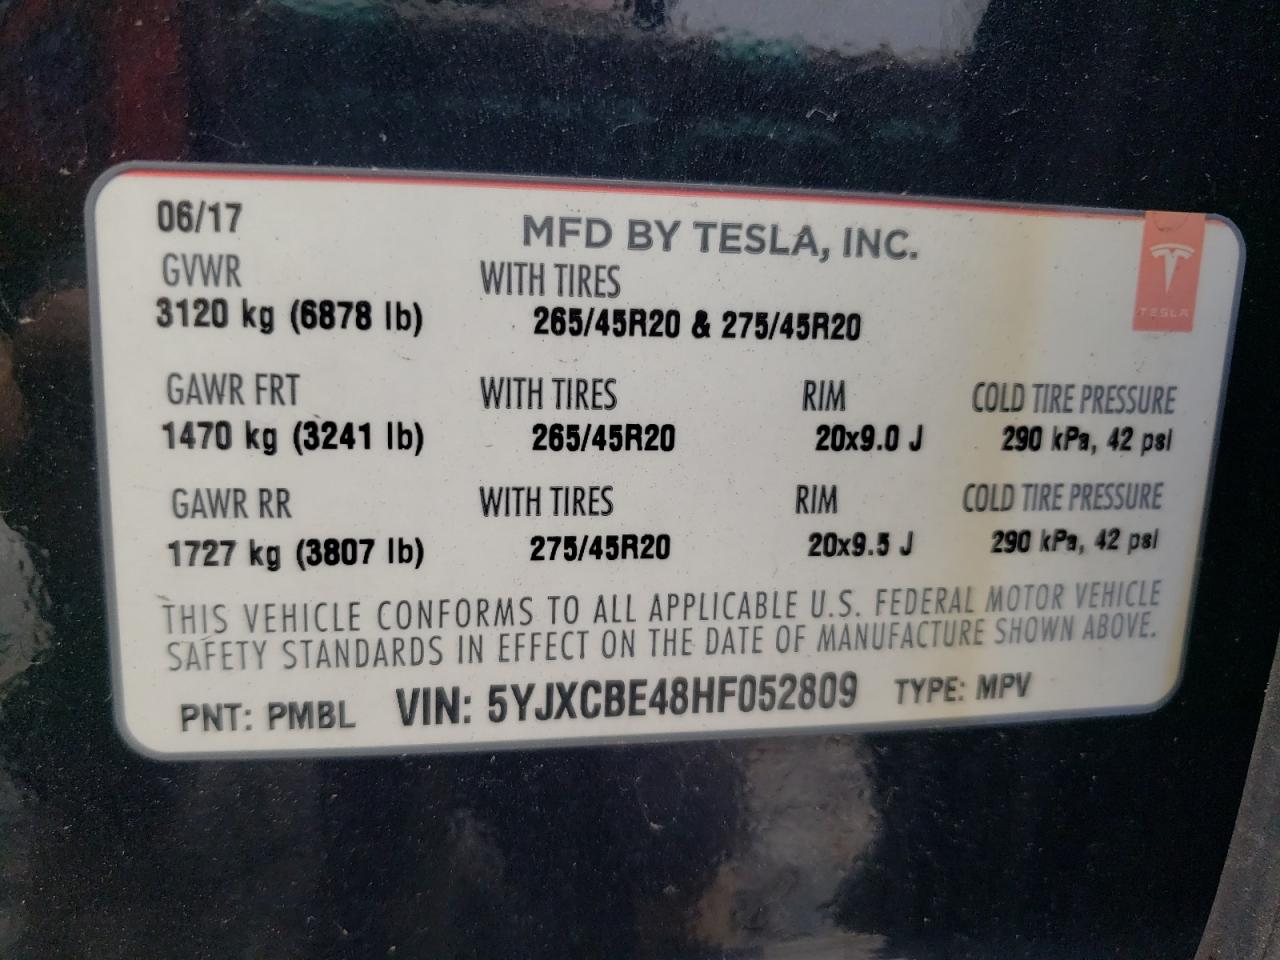 06/17
MFD BY TESLA, INC.
TESLA
GVWR WITH TIRES
3120 kg (6878 lb) 265/45R20 & 275/45R20
GAWR FRT WITH TIRES RIM COLD TIRE PRESSURE
1470 kg (3241 lb) 265/45R20 20x9.0 J 290 kPa, 42 psi
GAWR RR WITH TIRES RIM COLD TIRE PRESSURE
1727 kg (3807 lb) 275/45R20 20x9.5 J 290 kPa, 42 psi
THIS VEHICLE CONFORMS TO ALL APPLICABLE U.S. FEDERAL MOTOR VEHICLE
SAFETY STANDARDS IN EFFECT ON THE DATE OF MANUFACTURE SHOWN ABOVE.
PNT: PMBL VIN: 5YJXCBE48HF052809 TYPE: MPV